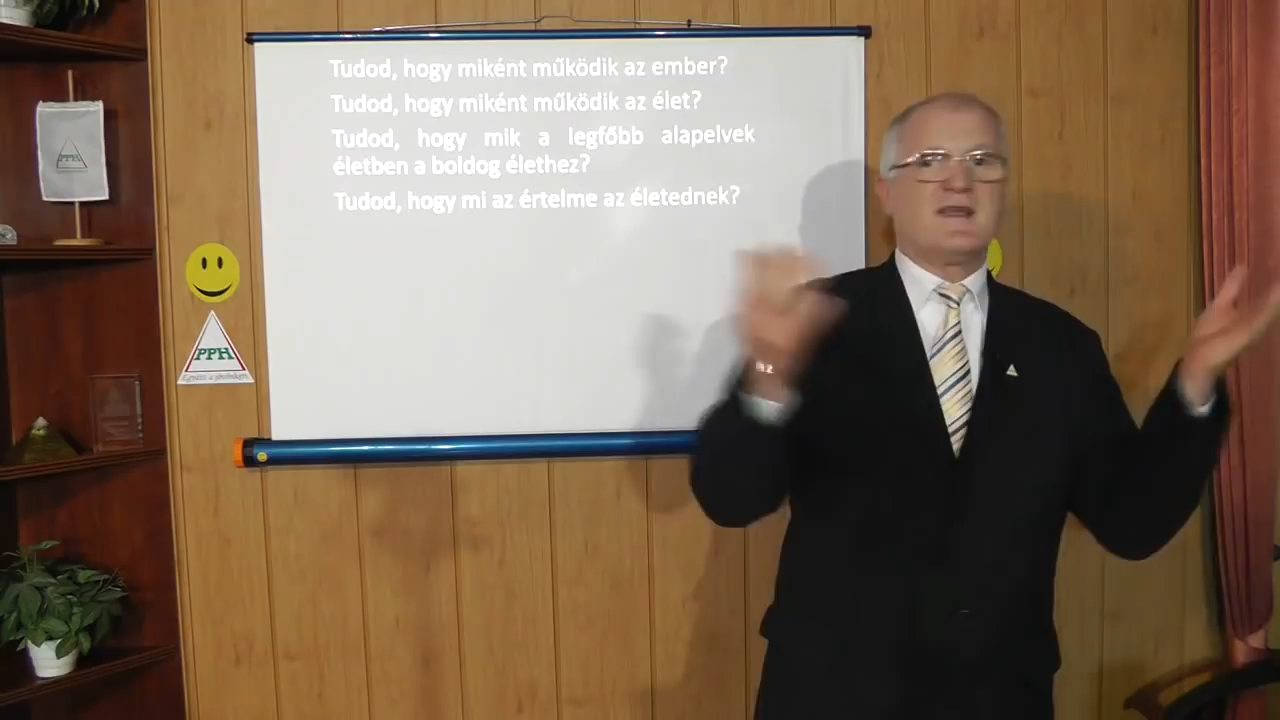 Tudod, hogy miként működik az ember?
Tudod, hogy miként működik az élet?
Tudod, hogy mik a legfőbb alapelvek
életben a boldog élethez?
Tudod, hogy mi az értelme az életednek?
PPH
PPH